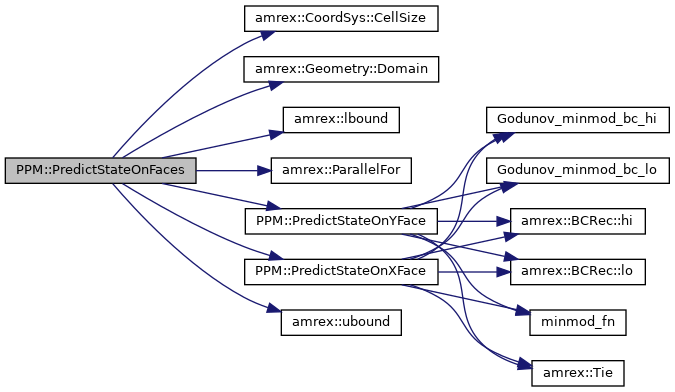 PPM::PredictStateOnFaces
amrex::CoordSys::CellSize
amrex::Geometry::Domain
amrex::lbound
amrex::ParallelFor
PPM::PredictStateOnYFace
PPM::PredictStateOnXFace
amrex::ubound
Godunov_minmod_bc_hi
Godunov_minmod_bc_lo
amrex::BCRec::hi
amrex::BCRec::lo
minmod_fn
amrex::Tie